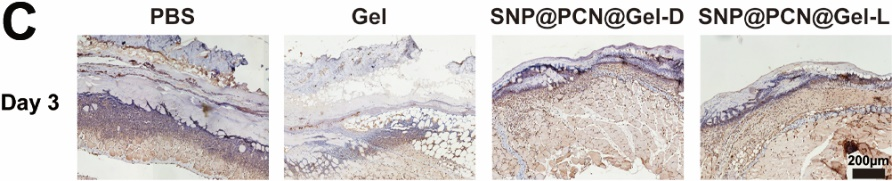 C
PBS Gel SNP@PCN@Gel-D SNP@PCN@Gel-L
Day 3
200μm